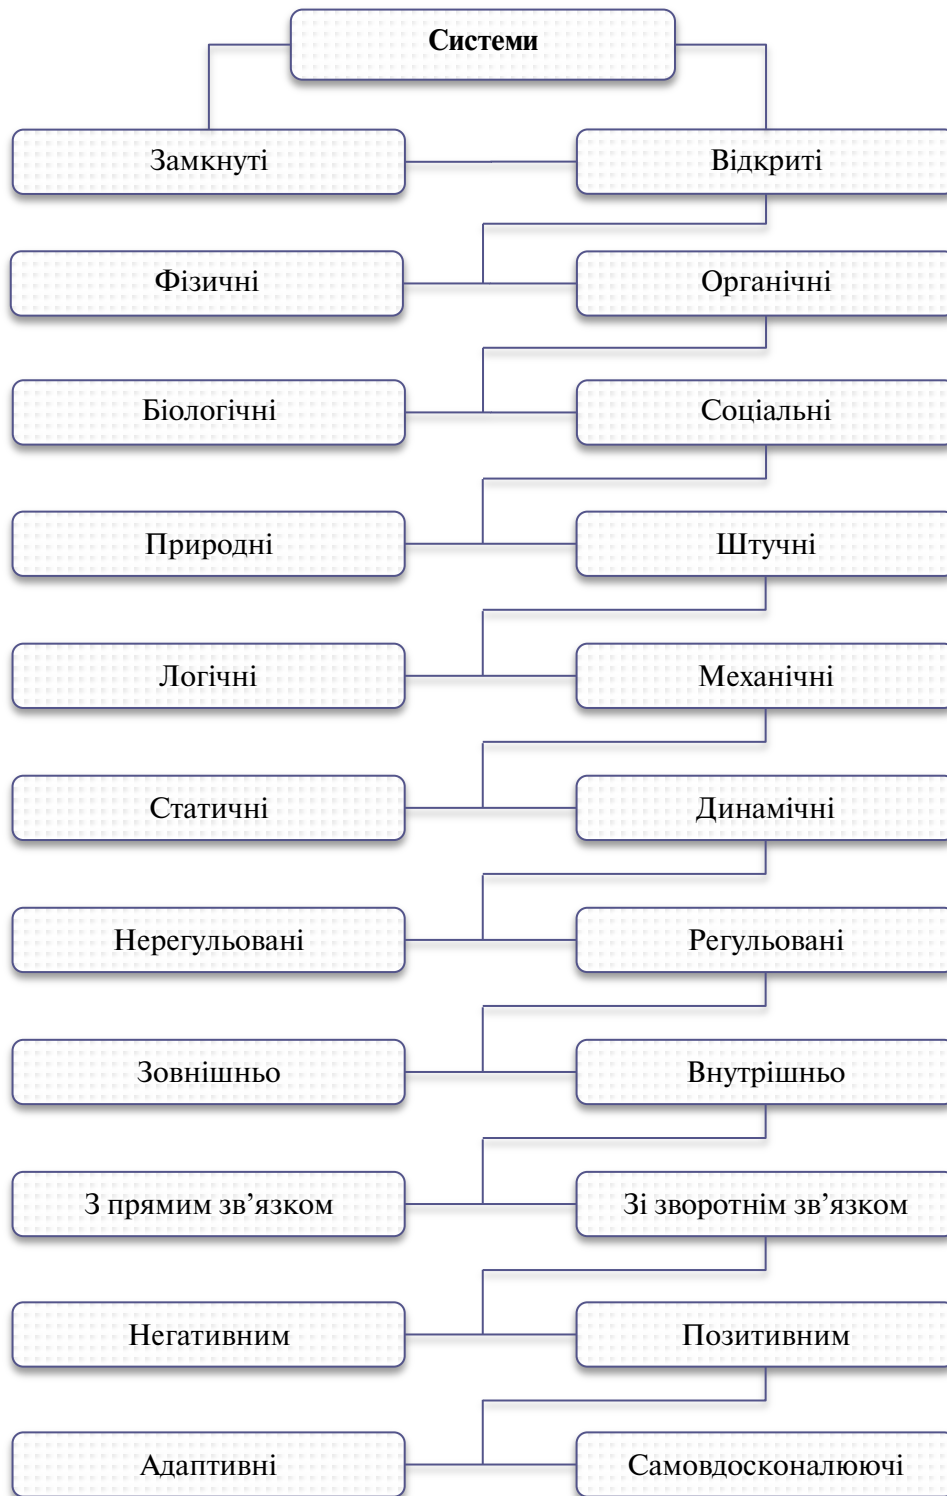 Системи
Замкнуті
Відкриті
Фізичні
Органічні
Біологічні
Соціальні
Природні
Штучні
Логічні
Механічні
Статичні
Динамічні
Нерегульовані
Регульовані
Зовнішньо
Внутрішньо
З прямим зв’язком
Зі зворотнім зв’язком
Негативним
Позитивним
Адаптивні
Самовдосконалюючі